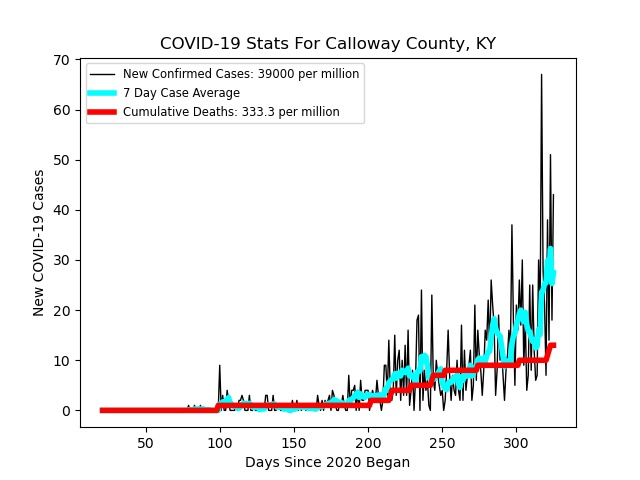 COVID-19 Stats For Calloway County, KY
New Confirmed Cases: 39000 per million
7 Day Case Average
Cumulative Deaths: 333.3 per million
New COVID-19 Cases
70
60
50
40
30
20
10
0
50 100 150 200 250 300
Days Since 2020 Began